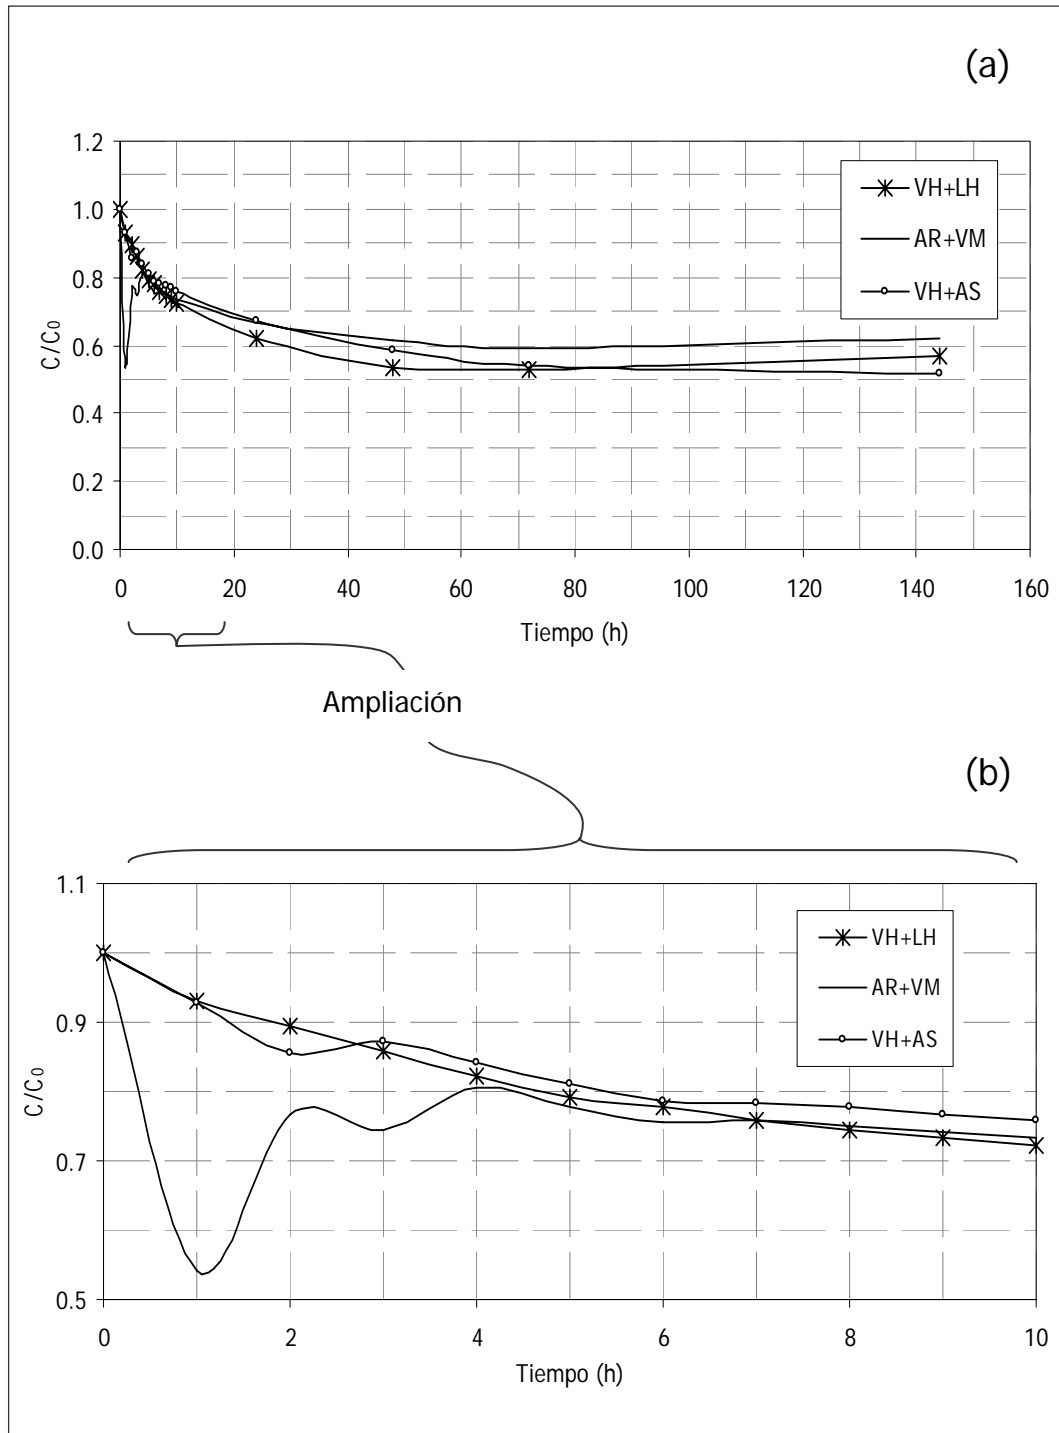 (a)
1.2
1.0
0.8
0.6
0.4
0.2
0.0
C/C0
VH+LH
AR+VM
VH+AS
0 20 40 60 80 100 120 140 160
Tiempo (h)
Ampliación
(b)
1.1
0.9
0.7
0.5
C/C0
VH+LH
AR+VM
VH+AS
0 2 4 6 8 10
Tiempo (h)